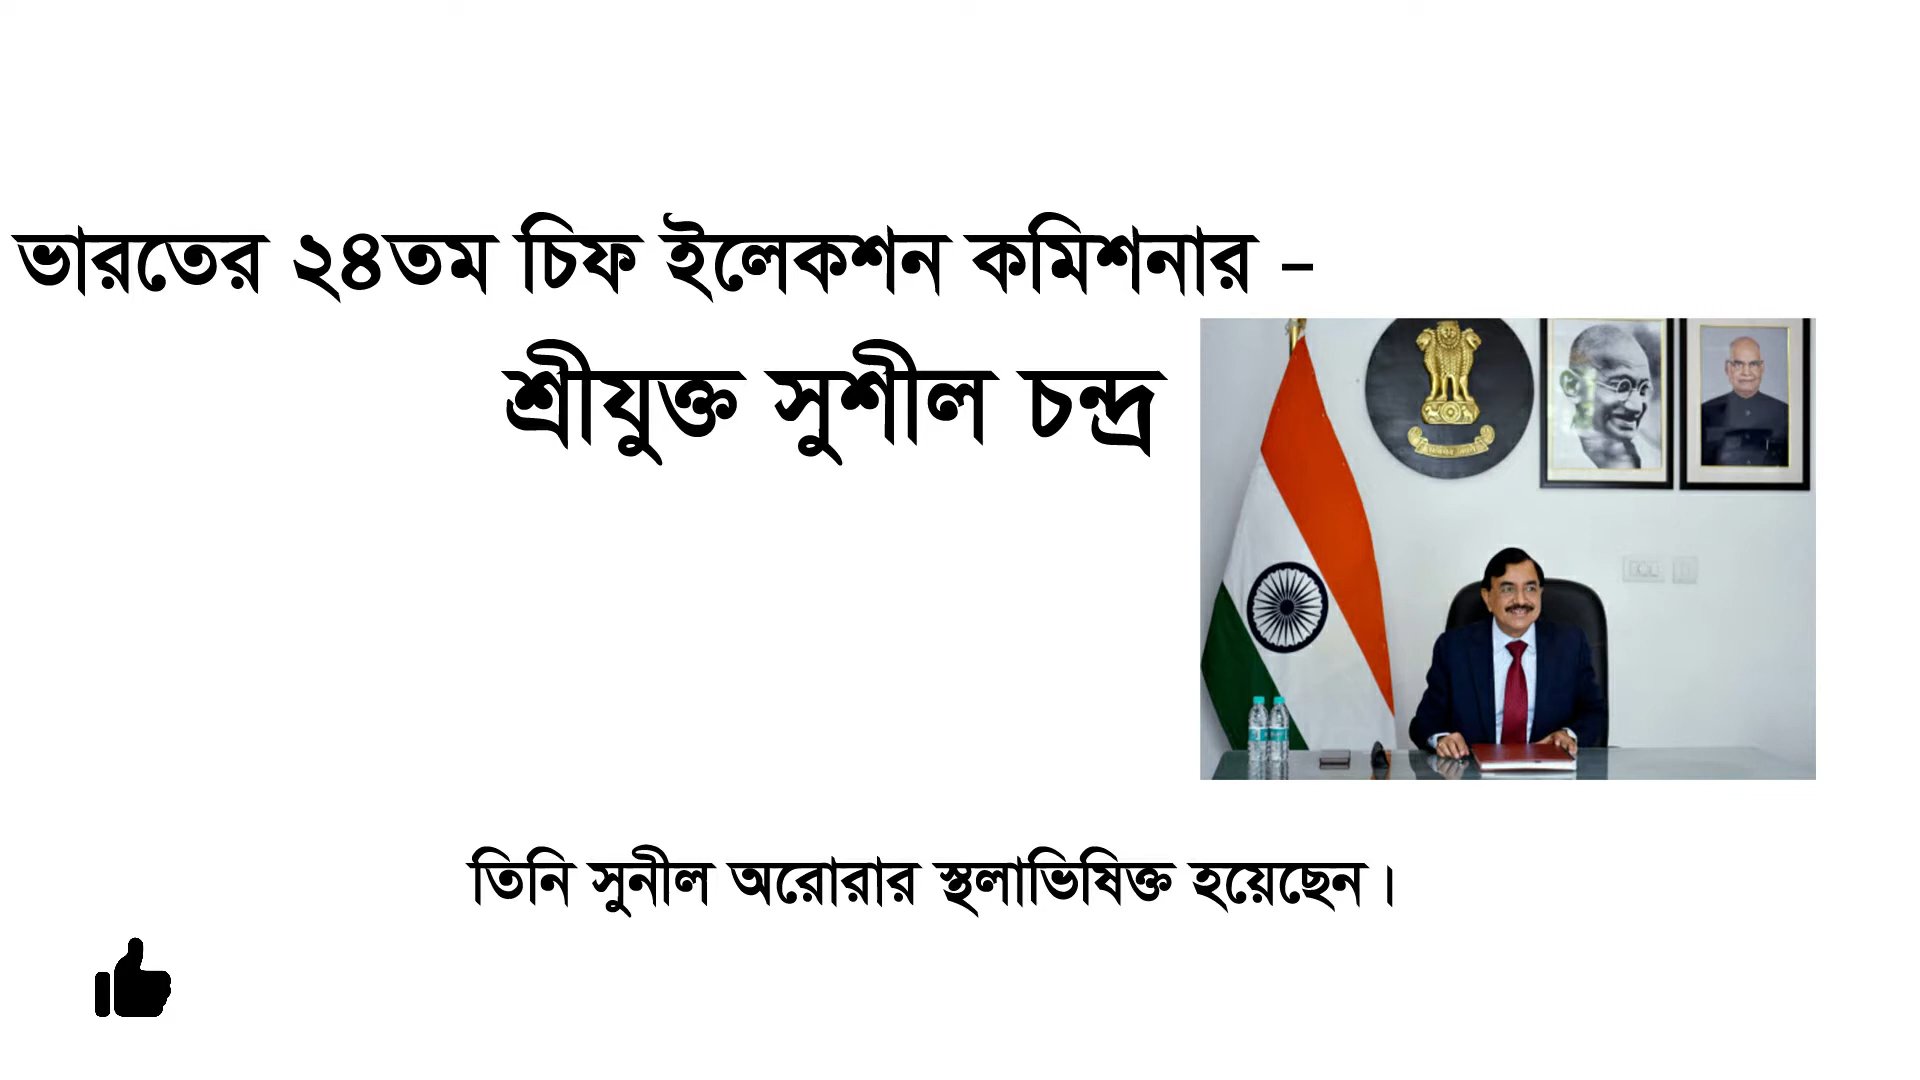 ভারতের ২৪তম চিফ ইলেকশন কমিশনার –
শ্রীযুক্ত সুশীল চন্দ্র
তিনি সুনীল অরোরার স্থলাভিষিক্ত হয়েছেন।